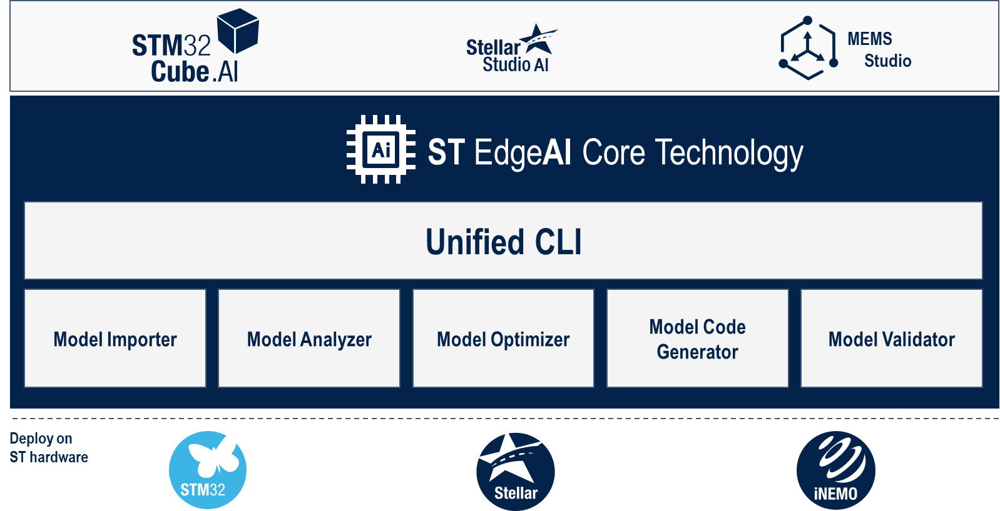 STM32
Cube.AI
Stellar
Studio AI
MEMS
Studio
Ai
ST EdgeAI Core Technology
Unified CLI
Model Importer
Model Analyzer
Model Optimizer
Model Code
Generator
Model Validator
Deploy on
ST hardware
STM32
Stellar
iNEMO